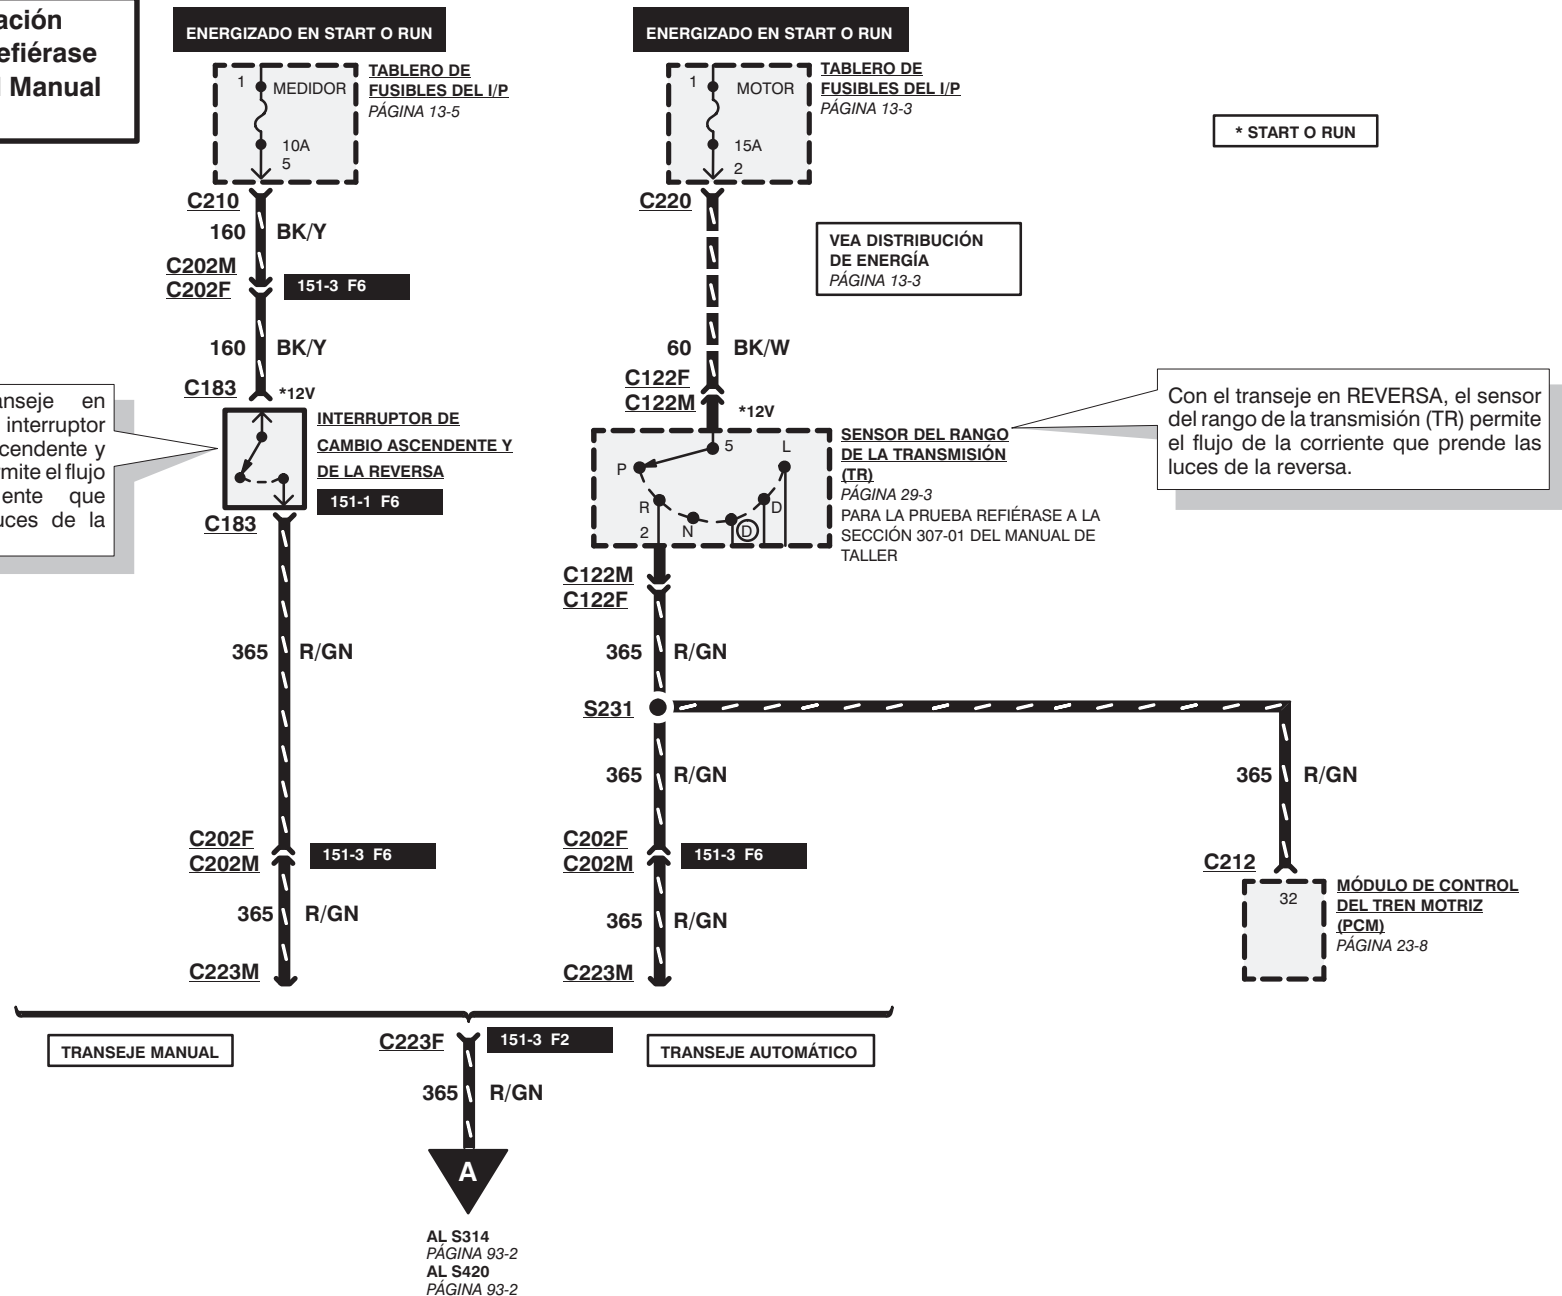 ación
efiérase
l Manual
ENERGIZADO EN START O RUN
1
MEDIDOR
10A
5
TABLERO DE
FUSIBLES DEL I/P
PÁGINA 13-5
C210
160 BK/Y
C202M
C202F
151-3 F6
160 BK/Y
C183
*12V
INTERRUPTOR DE
CAMBIO ASCENDENTE Y
DE LA REVERSA
151-1 F6
anseje en
interruptor
cendente y
rmite el flujo
ente que
uces de la
C183
365 R/GN
C202F
C202M
151-3 F6
365 R/GN
C223M
ENERGIZADO EN START O RUN
1
MOTOR
15A
2
TABLERO DE
FUSIBLES DEL I/P
PÁGINA 13-3
C220
* START O RUN
VEA DISTRIBUCIÓN
DE ENERGÍA
PÁGINA 13-3
60 BK/W
C122F
C122M
*12V
5
L
P
R
D
2
N
D
SENSOR DEL RANGO
DE LA TRANSMISIÓN
(TR)
PÁGINA 29-3
PARA LA PRUEBA REFIÉRASE A LA
SECCIÓN 307-01 DEL MANUAL DE
TALLER
Con el transeje en REVERSA, el sensor
del rango de la transmisión (TR) permite
el flujo de la corriente que prende las
luces de la reversa.
C122M
C122F
365 R/GN
S231
365 R/GN
365 R/GN
C202F
C202M
151-3 F6
365 R/GN
C223M
C212
32
MÓDULO DE CONTROL
DEL TREN MOTRIZ
(PCM)
PÁGINA 23-8
TRANSEJE MANUAL
C223F
151-3 F2
TRANSEJE AUTOMÁTICO
365 R/GN
A
AL S314
PÁGINA 93-2
AL S420
PÁGINA 93-2